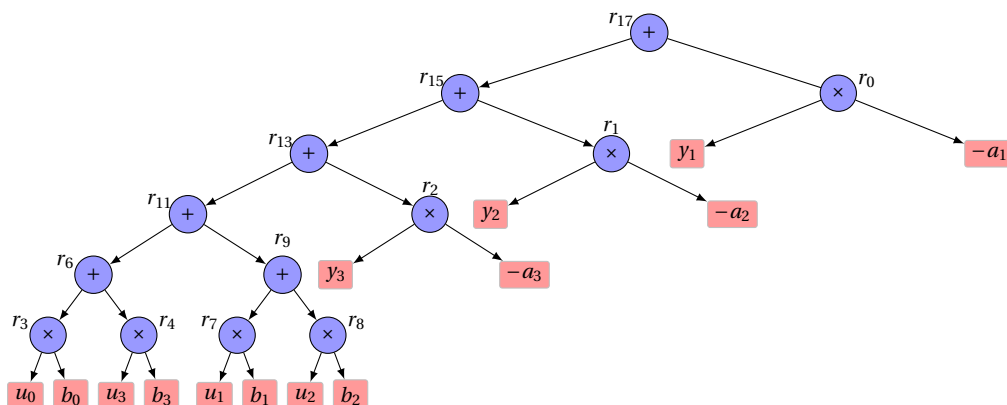 r17
+
r15
+
r0
×
r13
+
r1
×
y1
−a1
r11
+
r2
×
y2
−a2
r6
+
r9
+
y3
−a3
r3
×
r4
×
r7
×
r8
×
u0
b0
u3
b3
u1
b1
u2
b2